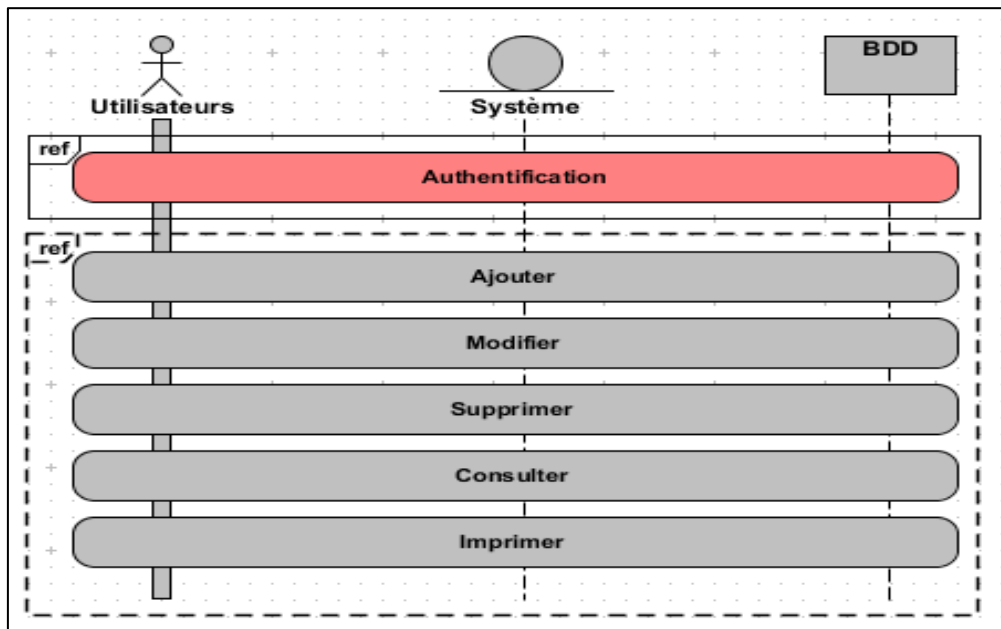 BDD
Utilisateurs
Système
ref
Authentification
ref
Ajouter
Modifier
Supprimer
Consulter
Imprimer